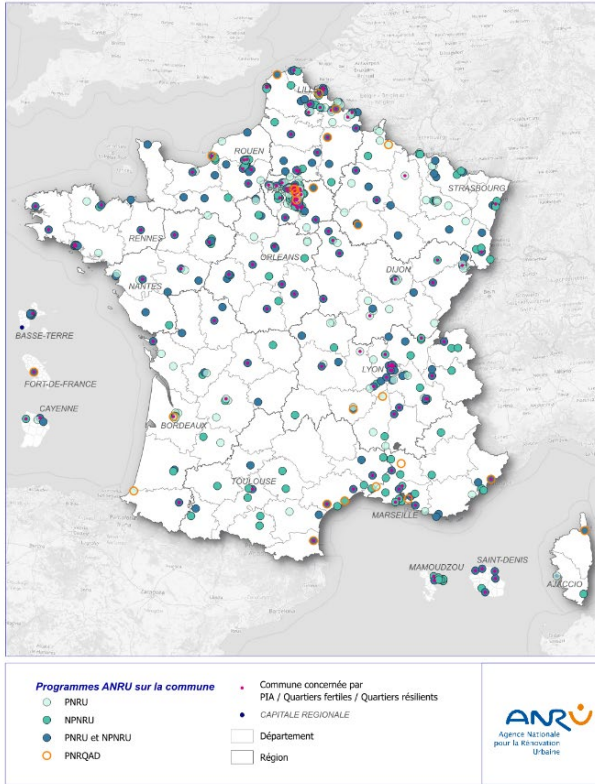 LILLE
ROUEN
STRASBOURG
RENNES
ORLEANS
NANTES
DIJON
BASSE-TERRE
FORT-DE-FRANCE
LYON
CAYENNE
BORDEAUX
TOULOUSE
MARSEILLE
MAMOUDZOU
SAINT-DENIS
AJACCIO
Programmes ANRU sur la commune
PNRU
NPNRU
PNRU et NPNRU
PNRQAD
Commune concernée par
PIA / Quartiers fertiles / Quartiers résilients
CAPITALE REGIONALE
Département
Région
ANRU
Agence Nationale
pour la Rénovation
Urbaine